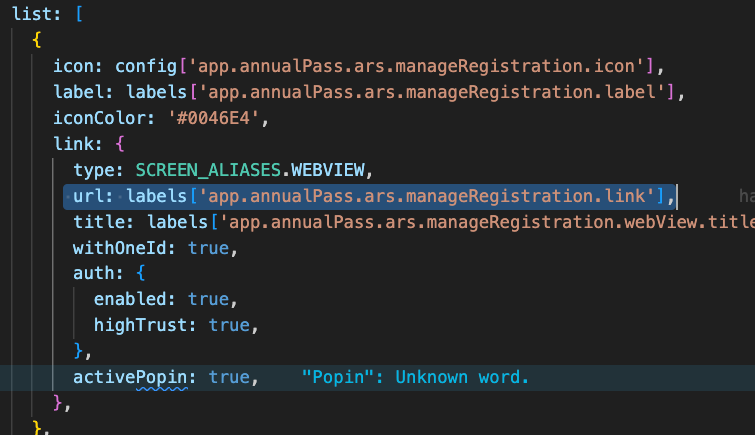 list: [
{
icon: config['app.annualPass.ars.manageRegistration.icon'],
label: labels['app.annualPass.ars.manageRegistration.label'],
iconColor: '#0046E4',
link: {
type: SCREEN_ALIASES.WEBVIEW,
url: labels['app.annualPass.ars.manageRegistration.link'], ha
title: labels['app.annualPass.ars.manageRegistration.webView.title
withOneId: true,
auth: {
enabled: true,
highTrust: true,
},
activePopin: true, "Popin": Unknown word.
},
},